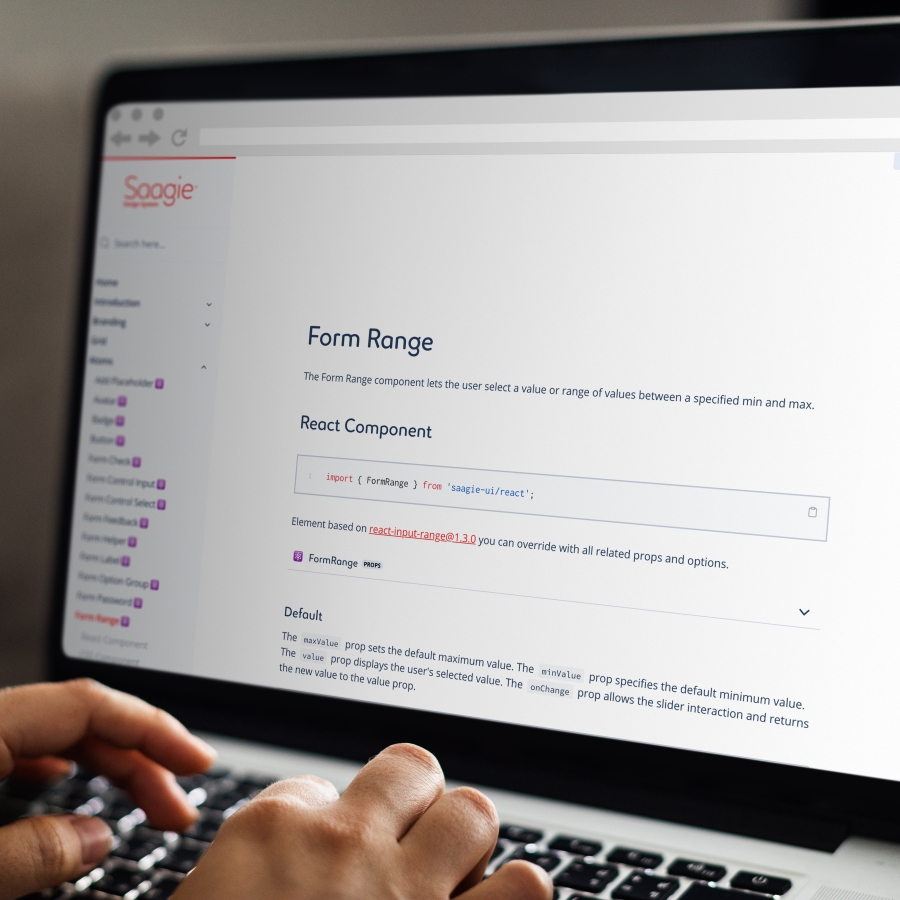 Saagie
Design System
Search here...
Home
Introduction
Branding
Grid
Atoms
Add Placeholder
Avatar
Badge
Button
Form Check
Form Control Input
Form Control Select
Form Feedback
Form Helper
Form Label
Form Option Group
Form Password
Form Range
React Component
Form Range
The Form Range component lets the user select a value or range of values between a specified min and max.
React Component
1 import { FormRange } from 'saagie-ui/react';
Element based on react-input-range@1.3.0 you can override with all related props and options.
FormRange PROPS
Default
The maxValue prop sets the default maximum value. The minValue prop specifies the default minimum value.
The value prop displays the user's selected value. The onChange prop allows the slider interaction and returns
the new value to the value prop.